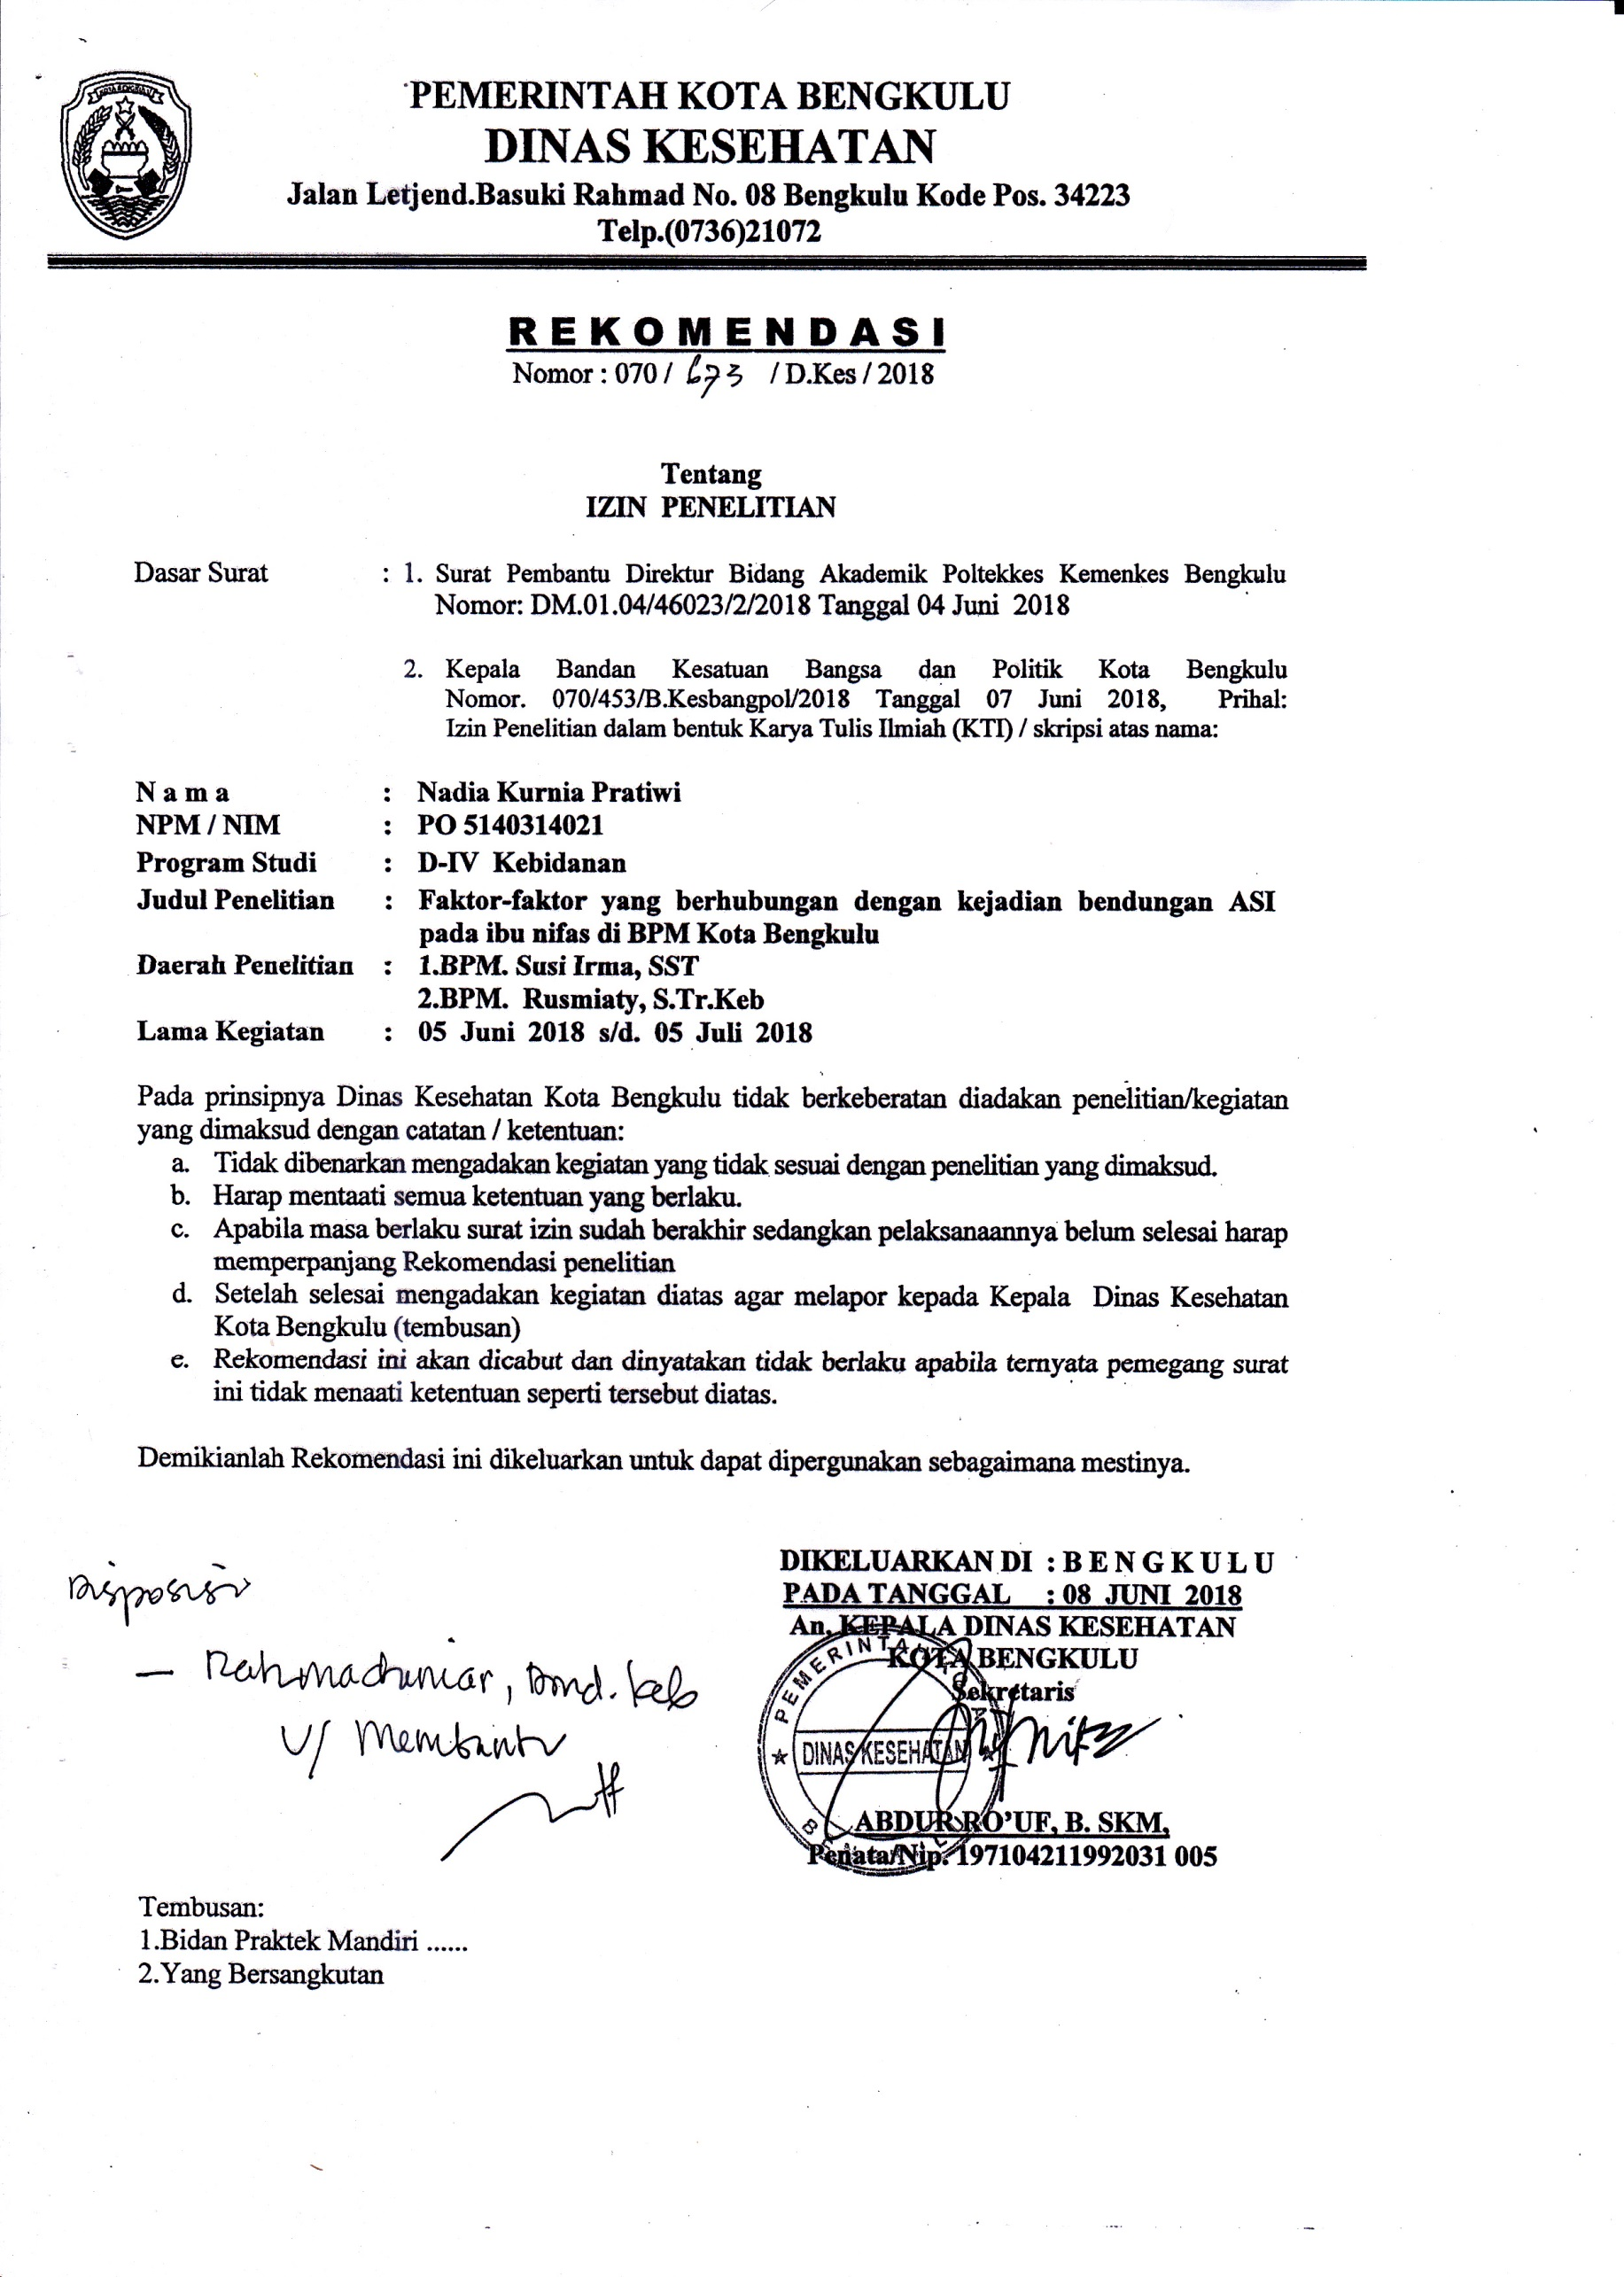 PEMERINTAH KOTA BENGKULU
DINAS KESEHATAN
Jalan Letjend.Basuki Rahmad No. 08 Bengkulu Kode Pos. 34223
Telp.(0736)21072
REKOMENDASI
Nomor : 070 / 673 / D.Kes / 2018
Tentang
IZIN PENELITIAN
Dasar Surat : 1. Surat Pembantu Direktur Bidang Akademik Poltekkes Kemenkes Bengkulu
Nomor: DM.01.04/46023/2/2018 Tanggal 04 Juni 2018
2. Kepala Bandan Kesatuan Bangsa dan Politik Kota Bengkulu
Nomor. 070/453/B.Kesbangpol/2018 Tanggal 07 Juni 2018, Prihal:
Izin Penelitian dalam bentuk Karya Tulis Ilmiah (KTI) / skripsi atas nama:
N a m a : Nadia Kurnia Pratiwi
NPM / NIM : PO 5140314021
Program Studi : D-IV Kebidanan
Judul Penelitian : Faktor-faktor yang berhubungan dengan kejadian bendungan ASI
pada ibu nifas di BPM Kota Bengkulu
Daerah Penelitian : 1.BPM. Susi Irma, SST
2.BPM. Rusmiaty, S.Tr.Keb
Lama Kegiatan : 05 Juni 2018 s/d. 05 Juli 2018
Pada prinsipnya Dinas Kesehatan Kota Bengkulu tidak berkeberatan diadakan penelitian/kegiatan
yang dimaksud dengan catatan / ketentuan:
a. Tidak dibenarkan mengadakan kegiatan yang tidak sesuai dengan penelitian yang dimaksud.
b. Harap mentaati semua ketentuan yang berlaku.
c. Apabila masa berlaku surat izin sudah berakhir sedangkan pelaksanaannya belum selesai harap
memperpanjang Rekomendasi penelitian
d. Setelah selesai mengadakan kegiatan diatas agar melapor kepada Kepala Dinas Kesehatan
Kota Bengkulu (tembusan)
e. Rekomendasi ini akan dicabut dan dinyatakan tidak berlaku apabila ternyata pemegang surat
ini tidak menaati ketentuan seperti tersebut diatas.
Demikianlah Rekomendasi ini dikeluarkan untuk dapat dipergunakan sebagaimana mestinya.
DIKELUARKAN DI : B E N G K U L U
PADA TANGGAL : 08 JUNI 2018
An. KEPALA DINAS KESEHATAN
KOTA BENGKULU
Sekretaris
PEMERINTA
DINAS KESEHATAN
ABDUR RO'UF, B. SKM,
Penata/Nip. 197104211992031 005
Disposisi
– Rahmaduniar, Amd. keb
U/ Membantu
Tembusan:
1.Bidan Praktek Mandiri ......
2.Yang Bersangkutan